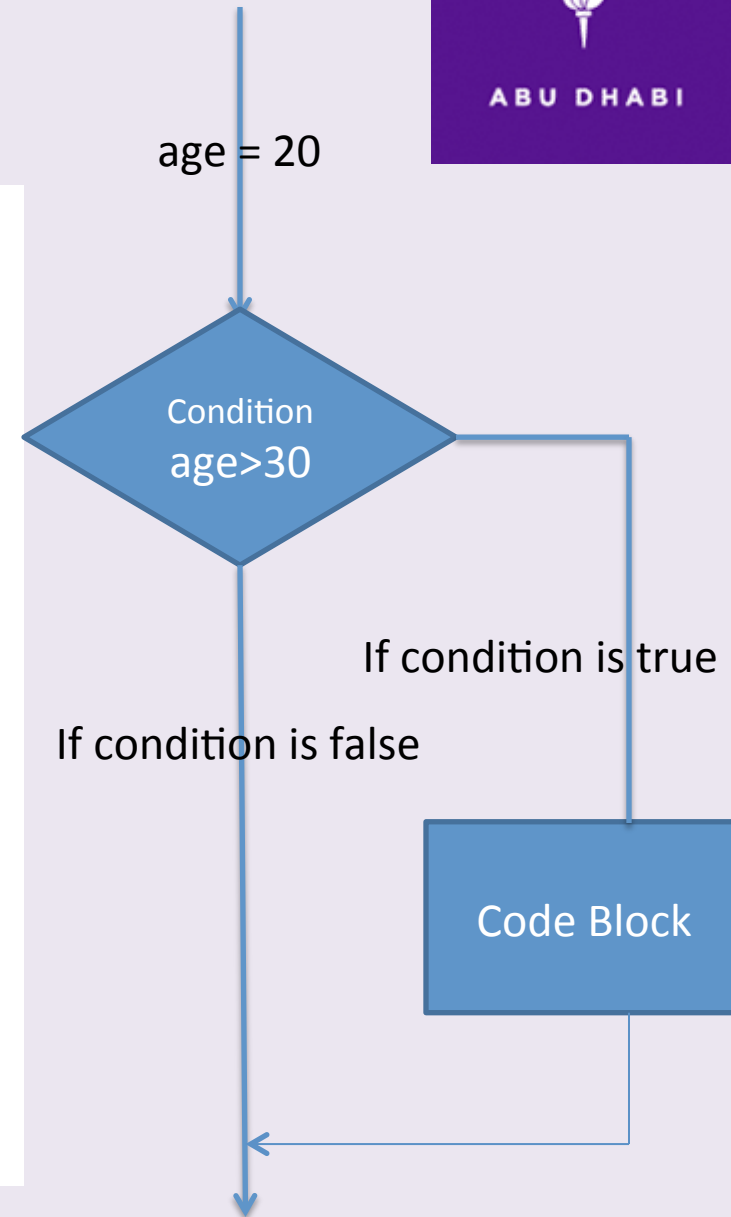 ABU DHABI
age = 20
Condition
age>30
If condition is true
If condition is false
Code Block